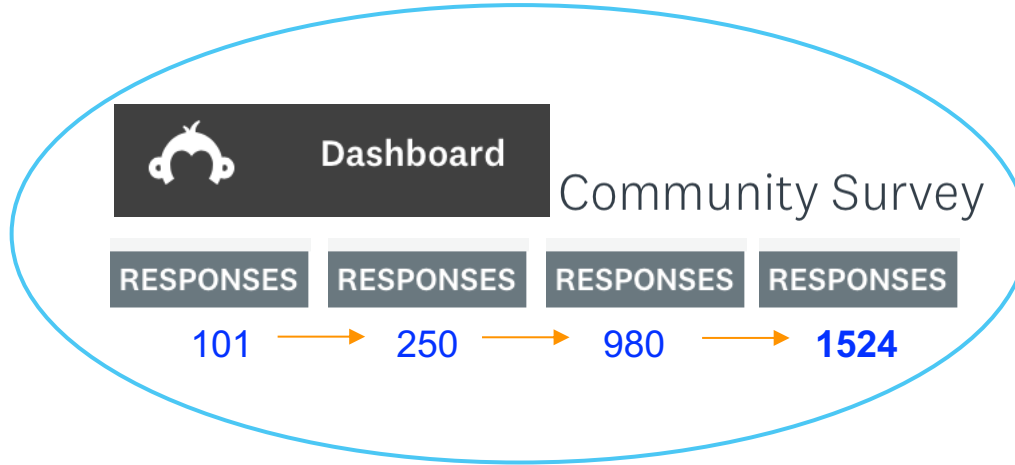 Dashboard
Community Survey
RESPONSES RESPONSES RESPONSES RESPONSES
101 250 980 1524